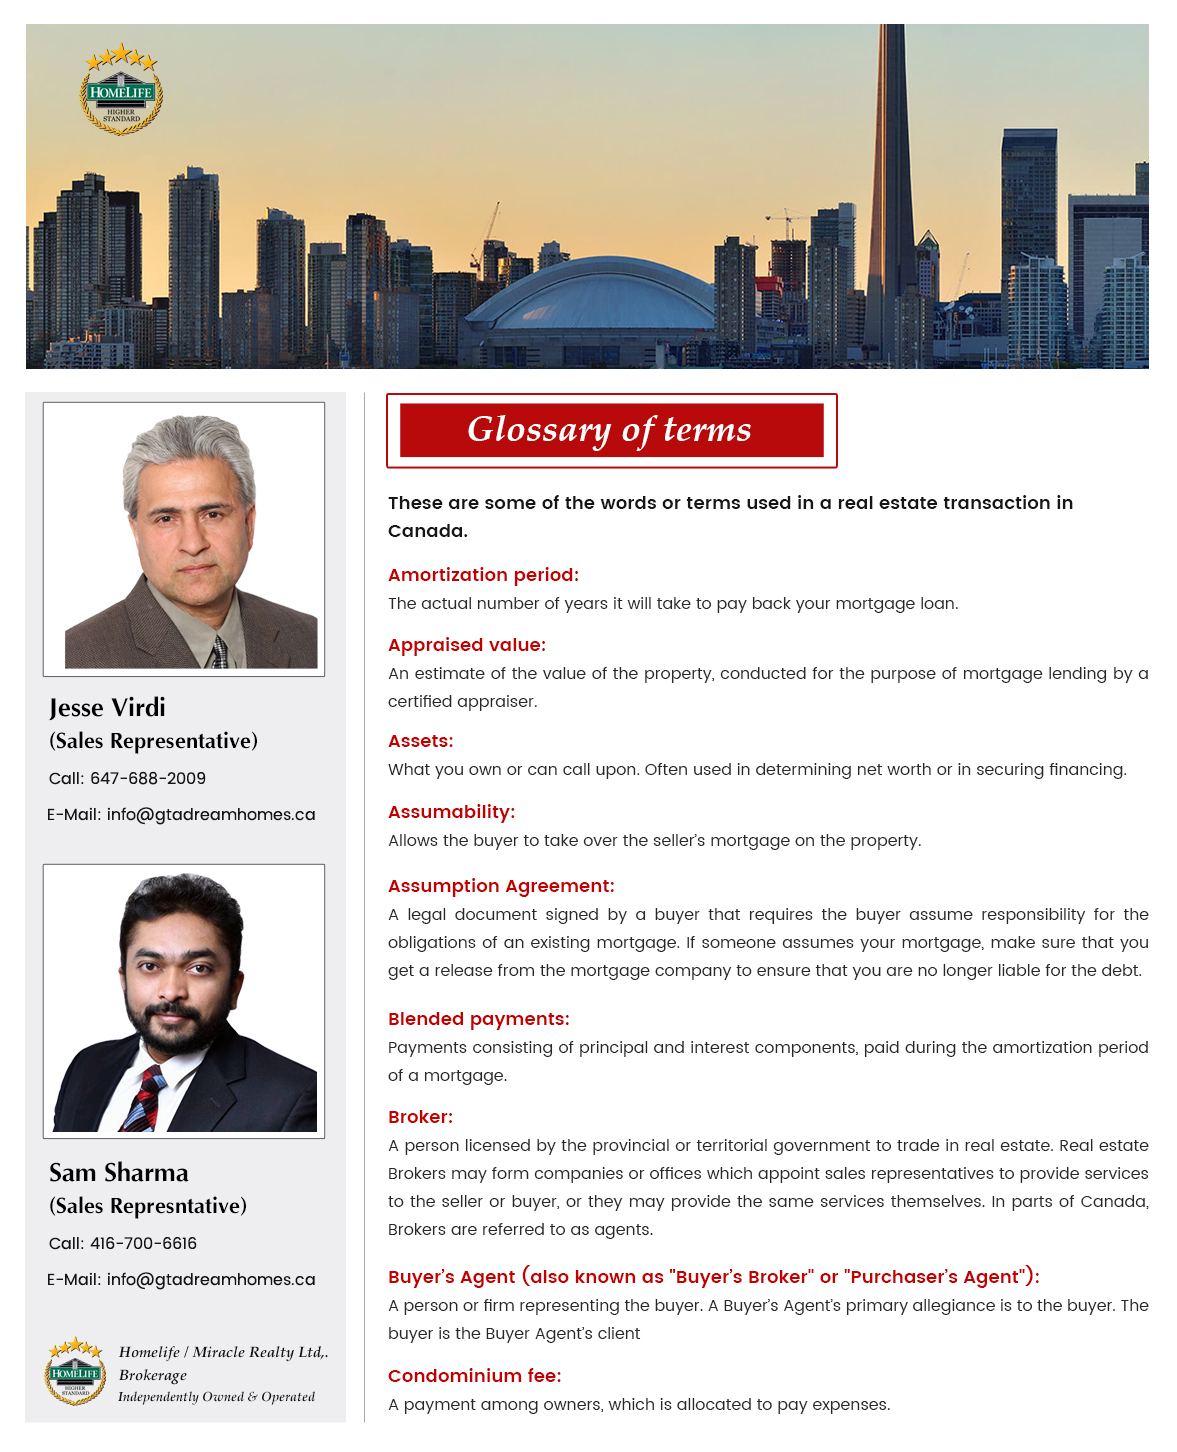 HOMELIFE
HIGHER
STANDARD
Jesse Virdi
(Sales Representative)
Call: 647-688-2009
E-Mail: info@gtadreamhomes.ca
Sam Sharma
(Sales Represntative)
Call: 416-700-6616
E-Mail: info@gtadreamhomes.ca
HOMELIFE
HIGHER
STANDARD
Homelife / Miracle Realty Ltd,.
Brokerage
Independently Owned & Operated
Glossary of terms
These are some of the words or terms used in a real estate transaction in
Canada.
Amortization period:
The actual number of years it will take to pay back your mortgage loan.
Appraised value:
An estimate of the value of the property, conducted for the purpose of mortgage lending by a
certified appraiser.
Assets:
What you own or can call upon. Often used in determining net worth or in securing financing.
Assumability:
Allows the buyer to take over the seller’s mortgage on the property.
Assumption Agreement:
A legal document signed by a buyer that requires the buyer assume responsibility for the
obligations of an existing mortgage. If someone assumes your mortgage, make sure that you
get a release from the mortgage company to ensure that you are no longer liable for the debt.
Blended payments:
Payments consisting of principal and interest components, paid during the amortization period
of a mortgage.
Broker:
A person licensed by the provincial or territorial government to trade in real estate. Real estate
Brokers may form companies or offices which appoint sales representatives to provide services
to the seller or buyer, or they may provide the same services themselves. In parts of Canada,
Brokers are referred to as agents.
Buyer’s Agent (also known as "Buyer’s Broker" or "Purchaser’s Agent"):
A person or firm representing the buyer. A Buyer’s Agent’s primary allegiance is to the buyer. The
buyer is the Buyer Agent’s client
Condominium fee:
A payment among owners, which is allocated to pay expenses.